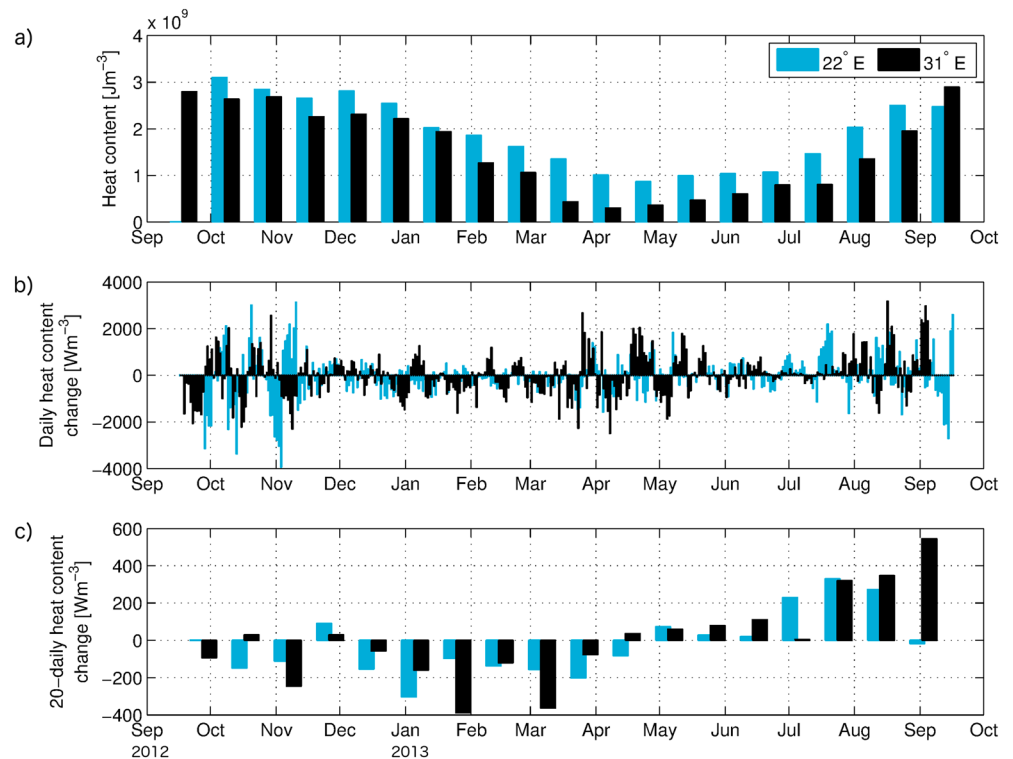 a)
x 10⁹
Heat content [Jm⁻³]
4
3
2
1
0
22° E
31° E
Sep Oct Nov Dec Jan Feb Mar Apr May Jun Jul Aug Sep Oct
b)
Daily heat content
change [Wm⁻³]
4000
2000
0
−2000
−4000
Sep Oct Nov Dec Jan Feb Mar Apr May Jun Jul Aug Sep Oct
c)
20−daily heat content
change [Wm⁻³]
600
400
200
0
−200
−400
Sep Oct Nov Dec Jan Feb Mar Apr May Jun Jul Aug Sep Oct
2012 2013